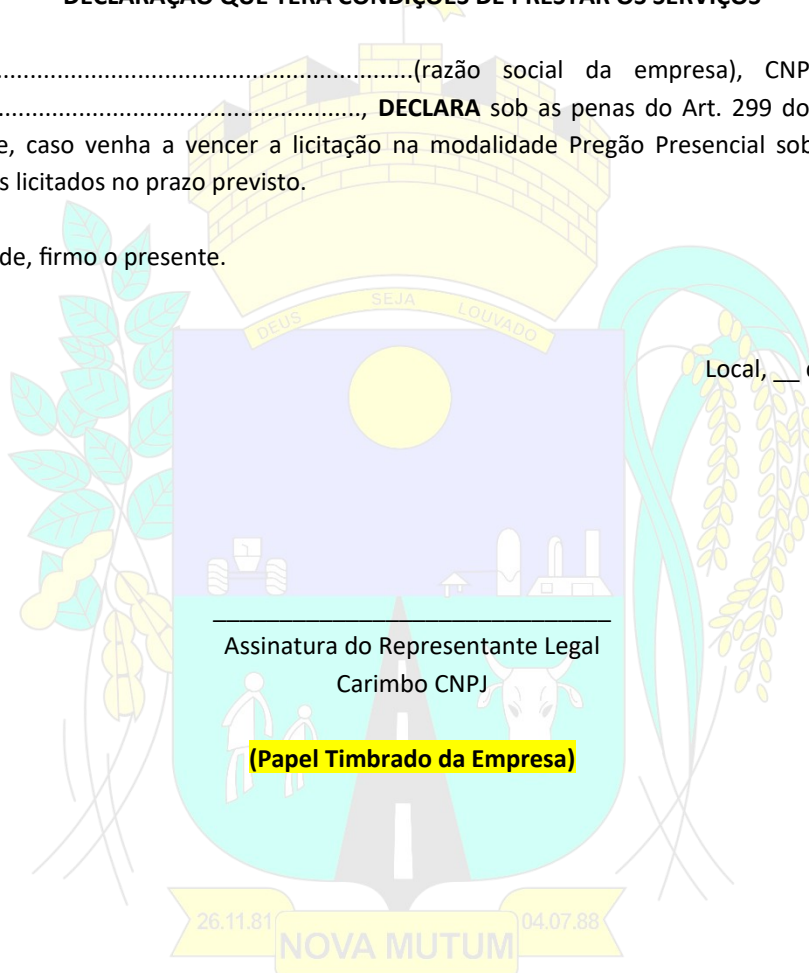 DECLARAÇÃO QUE TERÁ CONDIÇÕES DE PRESTAR OS SERVIÇOS
..............................................................(razão social da empresa), CNP
......................................................, DECLARA sob as penas do Art. 299 do
e, caso venha a vencer a licitação na modalidade Pregão Presencial sob
s licitados no prazo previsto.
de, firmo o presente.
DEUS SEJA LOUVADO
Local, __
_________________________________
Assinatura do Representante Legal
Carimbo CNPJ
(Papel Timbrado da Empresa)
26.11.81 04.07.88
NOVA MUTUM